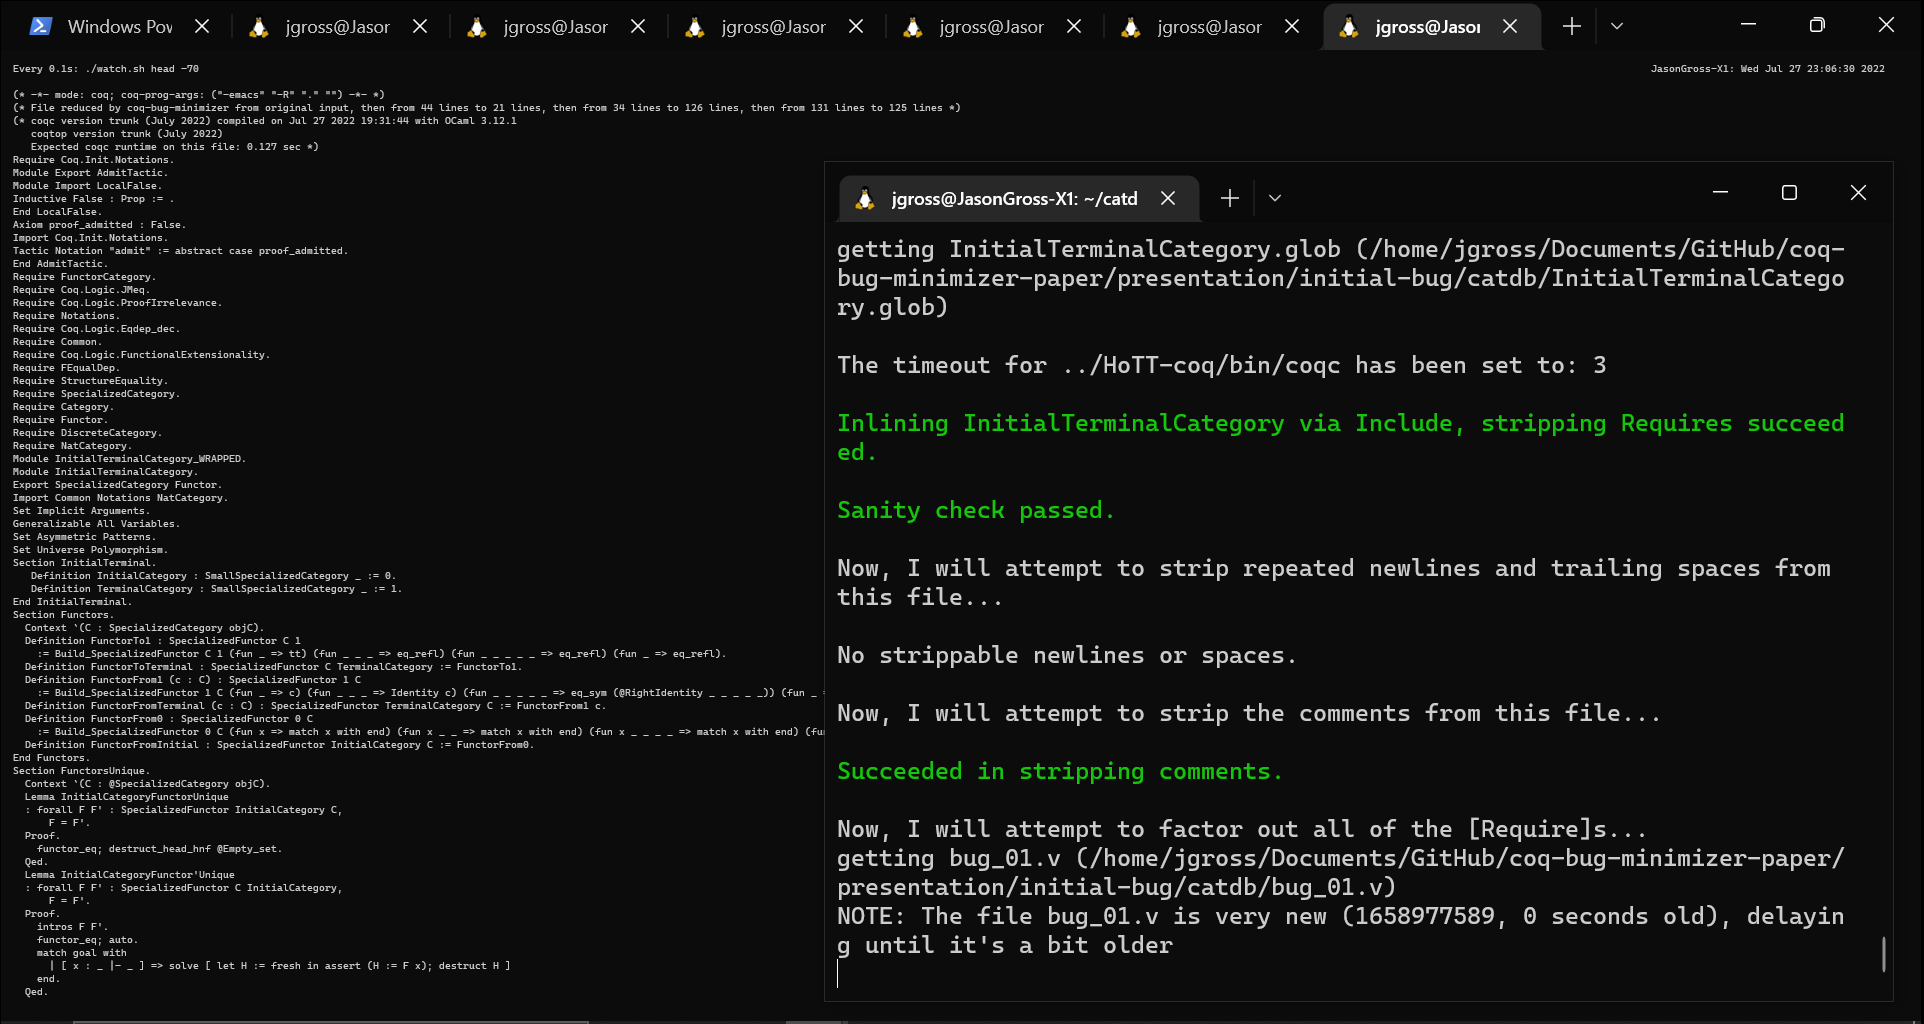 Windows Pov
jgross@Jasor
jgross@Jasor
jgross@Jasor
jgross@Jasor
jgross@Jasor
jgross@Jasor
Every 0.1s: ./watch.sh head -70
JasonGross-X1: Wed Jul 27 23:06:30 2022
(* -*- mode: coq; coq-prog-args: ("-emacs" "-R" "." "") -*- *)
(* File reduced by coq-bug-minimizer from original input, then from 44 lines to 21 lines, then from 34 lines to 126 lines, then from 131 lines to 125 lines *)
(* coqc version trunk (July 2022) compiled on Jul 27 2022 19:31:44 with OCaml 3.12.1
coqtop version trunk (July 2022)
Expected coqc runtime on this file: 0.127 sec *)
Require Coq.Init.Notations.
Module Export AdmitTactic.
Module Import LocalFalse.
Inductive False : Prop := .
End LocalFalse.
Axiom proof_admitted : False.
Import Coq.Init.Notations.
Tactic Notation "admit" := abstract case proof_admitted.
End AdmitTactic.
Require FunctorCategory.
Require Coq.Logic.JMeq.
Require Coq.Logic.ProofIrrelevance.
Require Notations.
Require Coq.Logic.Eqdep_dec.
Require Common.
Require Coq.Logic.FunctionalExtensionality.
Require FEqualDep.
Require StructureEquality.
Require SpecializedCategory.
Require Category.
Require Functor.
Require DiscreteCategory.
Require NatCategory.
Module InitialTerminalCategory_WRAPPED.
Module InitialTerminalCategory.
Export SpecializedCategory Functor.
Import Common Notations NatCategory.
Set Implicit Arguments.
Generalizable All Variables.
Set Asymmetric Patterns.
Set Universe Polymorphism.
Section InitialTerminal.
Definition InitialCategory : SmallSpecializedCategory _ := 0.
Definition TerminalCategory : SmallSpecializedCategory _ := 1.
End InitialTerminal.
Section Functors.
Context `(C : SpecializedCategory objC).
Definition FunctorTo1 : SpecializedFunctor C 1
:= Build_SpecializedFunctor C 1 (fun _ => tt) (fun _ _ _ => eq_refl) (fun _ _ _ _ _ => eq_refl) (fun _ => eq_refl).
Definition FunctorToTerminal : SpecializedFunctor C TerminalCategory := FunctorTo1.
Definition FunctorFrom1 (c : C) : SpecializedFunctor 1 C
:= Build_SpecializedFunctor 1 C (fun _ => c) (fun _ _ _ => Identity c) (fun _ _ _ _ _ => eq_sym (@RightIdentity _ _ _ _ _)) (fun _ =
Definition FunctorFromTerminal (c : C) : SpecializedFunctor TerminalCategory C := FunctorFrom1 c.
Definition FunctorFrom0 : SpecializedFunctor 0 C
:= Build_SpecializedFunctor 0 C (fun x => match x with end) (fun x _ _ => match x with end) (fun x _ _ _ _ => match x with end) (fu
Definition FunctorFromInitial : SpecializedFunctor InitialCategory C := FunctorFrom0.
End Functors.
Section FunctorsUnique.
Context `(C : @SpecializedCategory objC).
Lemma InitialCategoryFunctorUnique
: forall F F' : SpecializedFunctor InitialCategory C,
F = F'.
Proof.
functor_eq; destruct_head_hnf @Empty_set.
Qed.
Lemma InitialCategoryFunctor'Unique
: forall F F' : SpecializedFunctor C InitialCategory,
F = F'.
Proof.
intros F F'.
functor_eq; auto.
match goal with
| [ x : _ |- _ ] => solve [ let H := fresh in assert (H := F x); destruct H ]
end.
Qed.
jgross@JasonGross-X1: ~/catd
getting InitialTerminalCategory.glob (/home/jgross/Documents/GitHub/coq-
bug-minimizer-paper/presentation/initial-bug/catdb/InitialTerminalCatego
ry.glob)
The timeout for ../HoTT-coq/bin/coqc has been set to: 3
Inlining InitialTerminalCategory via Include, stripping Requires succeed
ed.
Sanity check passed.
Now, I will attempt to strip repeated newlines and trailing spaces from
this file...
No strippable newlines or spaces.
Now, I will attempt to strip the comments from this file...
Succeeded in stripping comments.
Now, I will attempt to factor out all of the [Require]s...
getting bug_01.v (/home/jgross/Documents/GitHub/coq-bug-minimizer-paper/
presentation/initial-bug/catdb/bug_01.v)
NOTE: The file bug_01.v is very new (1658977589, 0 seconds old), delayin
g until it's a bit older